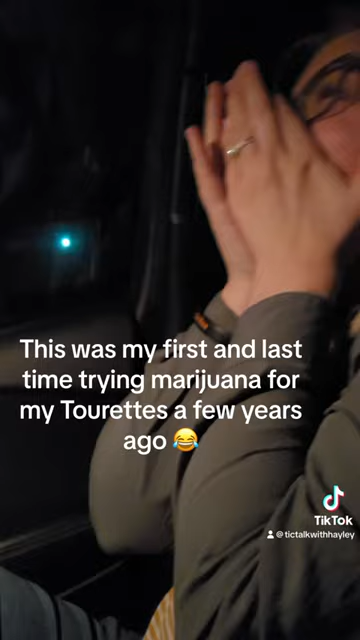 This was my first and last
time trying marijuana for
my Tourettes a few years
ago 😂
TikTok
@tictalkwithhayley